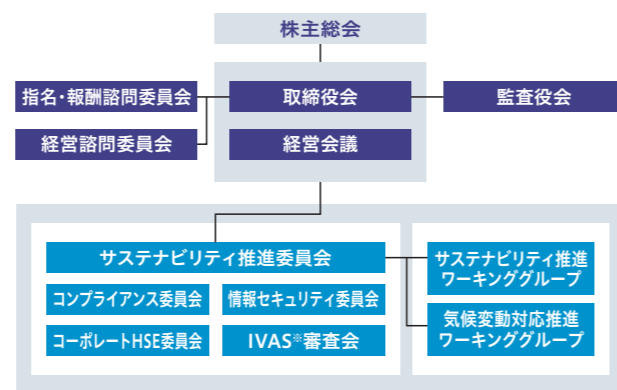 株主総会
指名・報酬諮問委員会
取締役会
監査役会
経営諮問委員会
経営会議
サステナビリティ推進委員会
コンプライアンス委員会
情報セキュリティ委員会
コーポレートHSE委員会
IVAS※審査会
サステナビリティ推進
ワーキンググループ
気候変動対応推進
ワーキンググループ